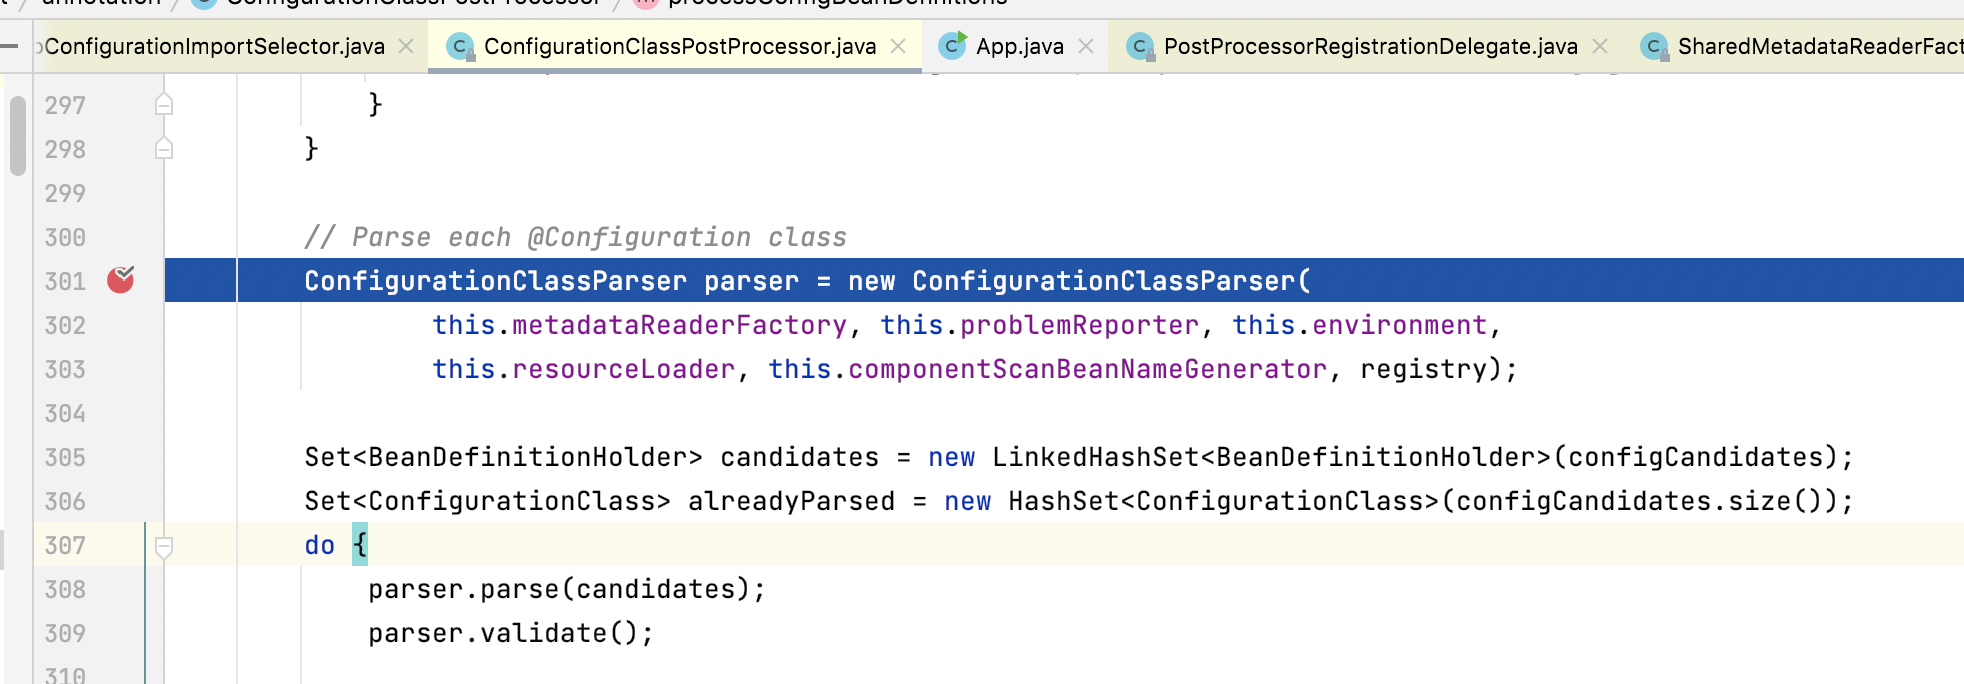 annotation / ConfigurationClassPostProcessor / processConfigBeanDefinitions
ConfigurationImportSelector.java ConfigurationClassPostProcessor.java App.java PostProcessorRegistrationDelegate.java SharedMetadataReaderFact
297 }
298 }
299
300 // Parse each @Configuration class
301 ConfigurationClassParser parser = new ConfigurationClassParser(
302 this.metadataReaderFactory, this.problemReporter, this.environment,
303 this.resourceLoader, this.componentScanBeanNameGenerator, registry);
304
305 Set<BeanDefinitionHolder> candidates = new LinkedHashSet<BeanDefinitionHolder>(configCandidates);
306 Set<ConfigurationClass> alreadyParsed = new HashSet<ConfigurationClass>(configCandidates.size());
307 do {
308 parser.parse(candidates);
309 parser.validate();
310